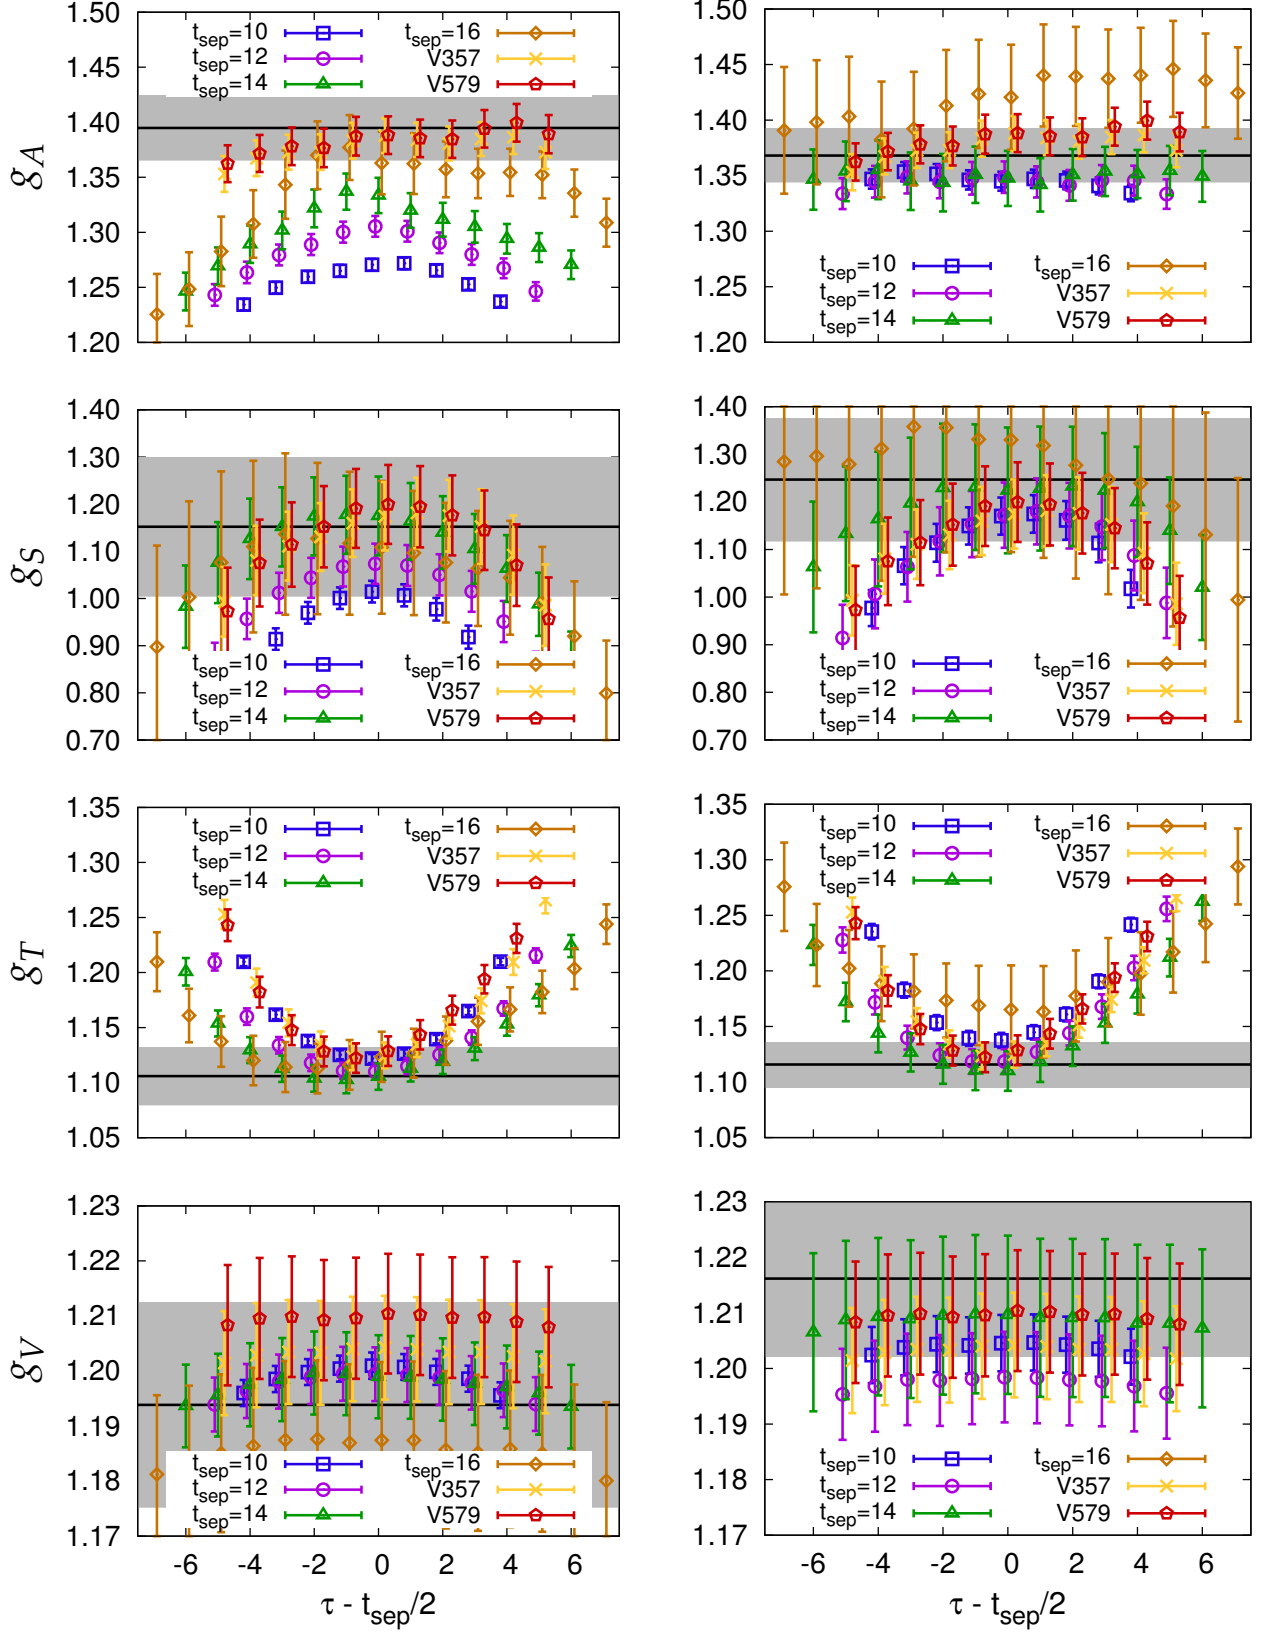 g_A
1.50
1.45
1.40
1.35
1.30
1.25
1.20
t_sep=10
t_sep=12
t_sep=14
t_sep=16
V357
V579
1.50
1.45
1.40
1.35
1.30
1.25
1.20
t_sep=10
t_sep=12
t_sep=14
t_sep=16
V357
V579
g_S
1.40
1.30
1.20
1.10
1.00
0.90
0.80
0.70
t_sep=10
t_sep=12
t_sep=14
t_sep=16
V357
V579
1.40
1.30
1.20
1.10
1.00
0.90
0.80
0.70
t_sep=10
t_sep=12
t_sep=14
t_sep=16
V357
V579
g_T
1.35
1.30
1.25
1.20
1.15
1.10
1.05
t_sep=10
t_sep=12
t_sep=14
t_sep=16
V357
V579
1.35
1.30
1.25
1.20
1.15
1.10
1.05
t_sep=10
t_sep=12
t_sep=14
t_sep=16
V357
V579
g_V
1.23
1.22
1.21
1.20
1.19
1.18
1.17
t_sep=10
t_sep=12
t_sep=14
t_sep=16
V357
V579
-6 -4 -2 0 2 4 6
τ - t_sep/2
1.23
1.22
1.21
1.20
1.19
1.18
1.17
t_sep=10
t_sep=12
t_sep=14
t_sep=16
V357
V579
-6 -4 -2 0 2 4 6
τ - t_sep/2